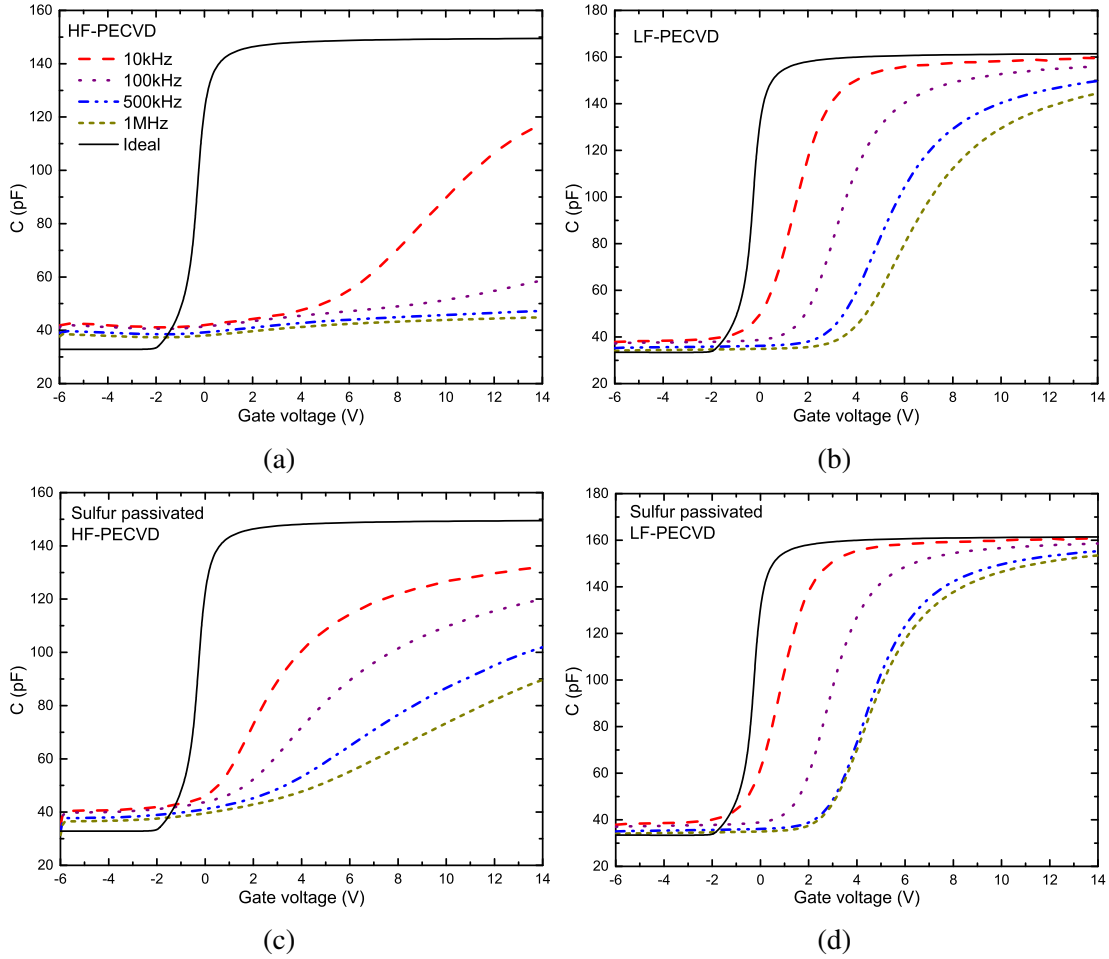 HF-PECVD
10kHz
100kHz
500kHz
1MHz
Ideal
C (pF)
160
140
120
100
80
60
40
20
-6 -4 -2 0 2 4 6 8 10 12 14
Gate voltage (V)
(a)
LF-PECVD
C (pF)
180
160
140
120
100
80
60
40
20
-6 -4 -2 0 2 4 6 8 10 12 14
Gate voltage (V)
(b)
Sulfur passivated
HF-PECVD
C (pF)
160
140
120
100
80
60
40
20
-6 -4 -2 0 2 4 6 8 10 12 14
Gate voltage (V)
(c)
Sulfur passivated
LF-PECVD
C (pF)
180
160
140
120
100
80
60
40
20
-6 -4 -2 0 2 4 6 8 10 12 14
Gate voltage (V)
(d)